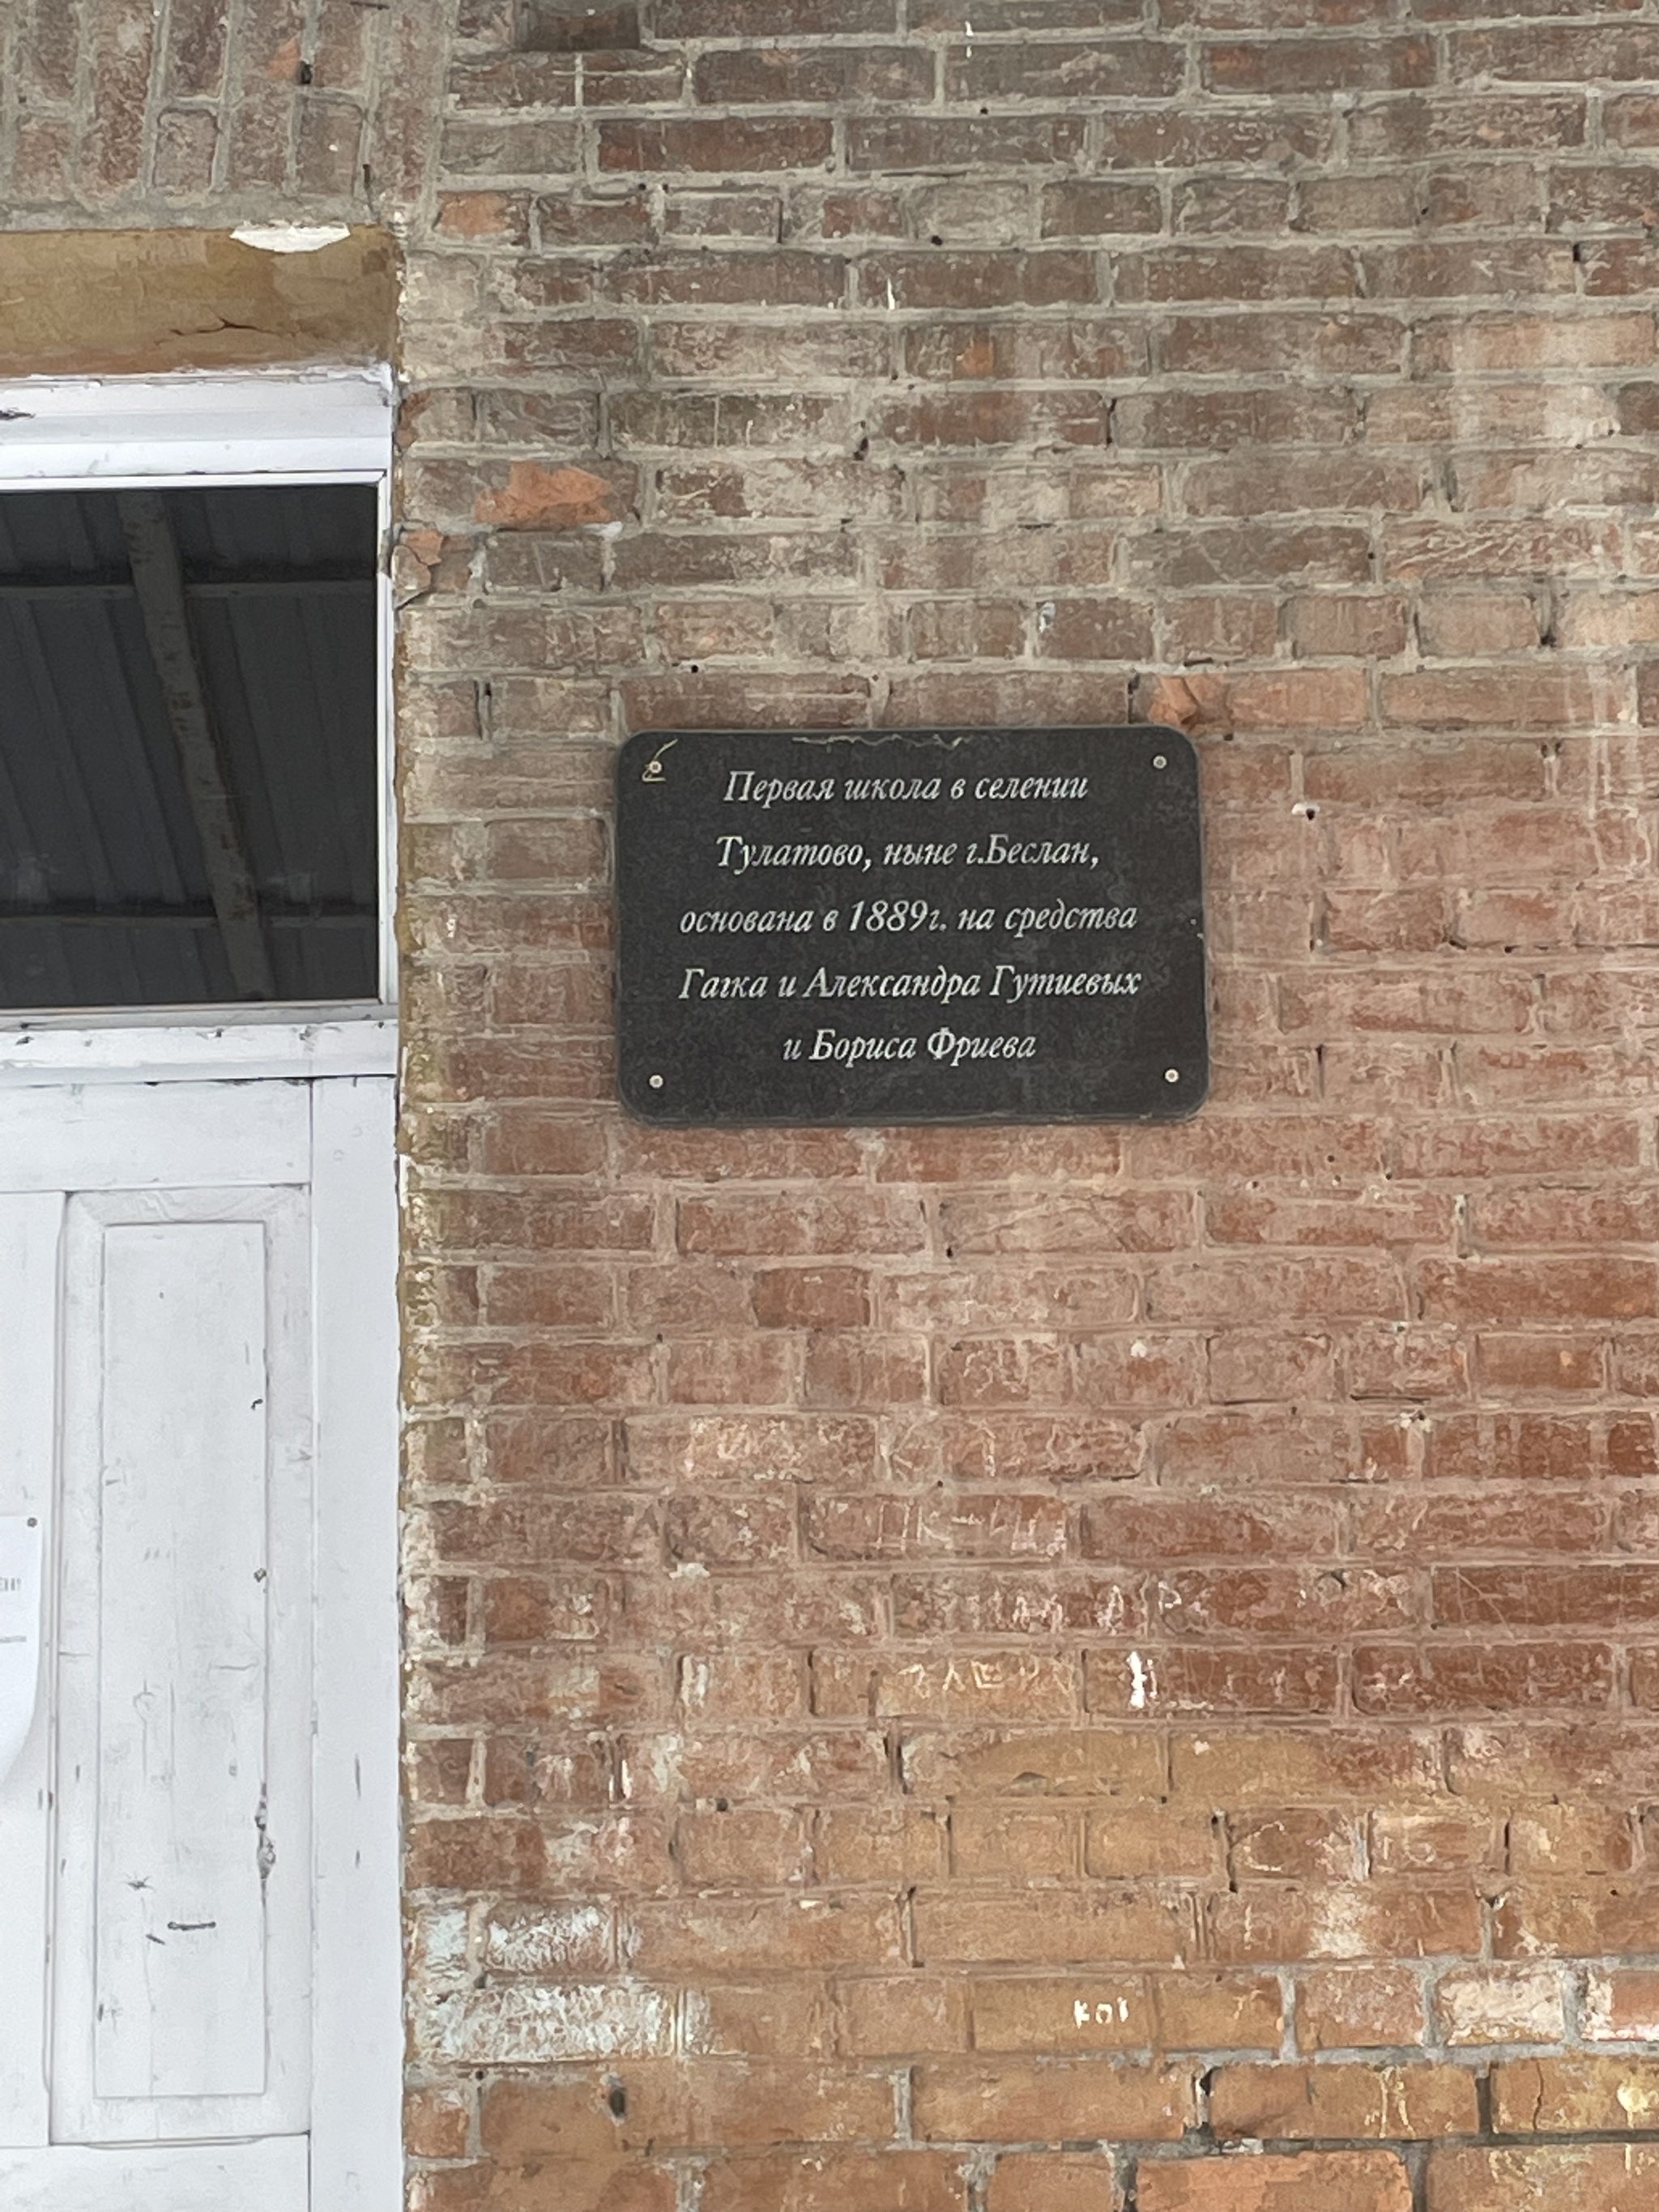 Первая школа в селении
Тулатово, ныне г.Беслан,
основана в 1889г. на средства
Гагка и Александра Гутиевых
и Бориса Фриева